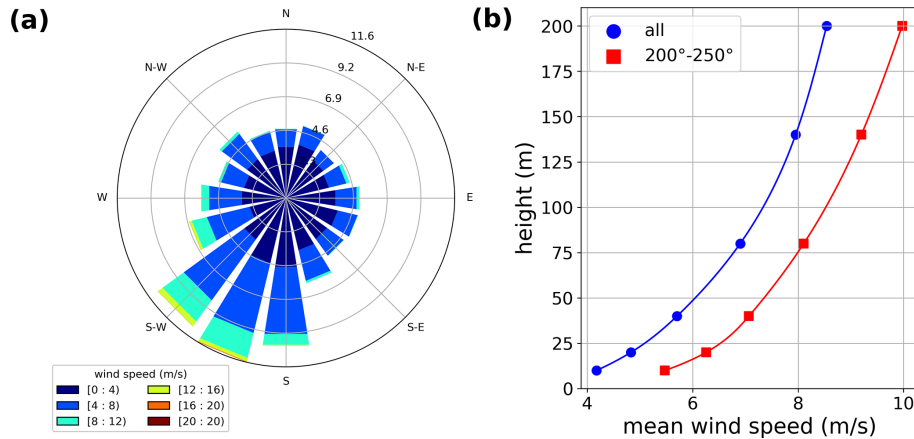 (a)
N
11.6
9.2
6.9
4.6
N-W
N-E
W
E
S-W
S-E
S
wind speed (m/s)
[0 : 4)
[4 : 8)
[8 : 12)
[12 : 16)
[16 : 20)
[20 : 20)
(b)
all
200°-250°
200
175
150
125
100
75
50
25
0
height (m)
4
6
8
10
mean wind speed (m/s)